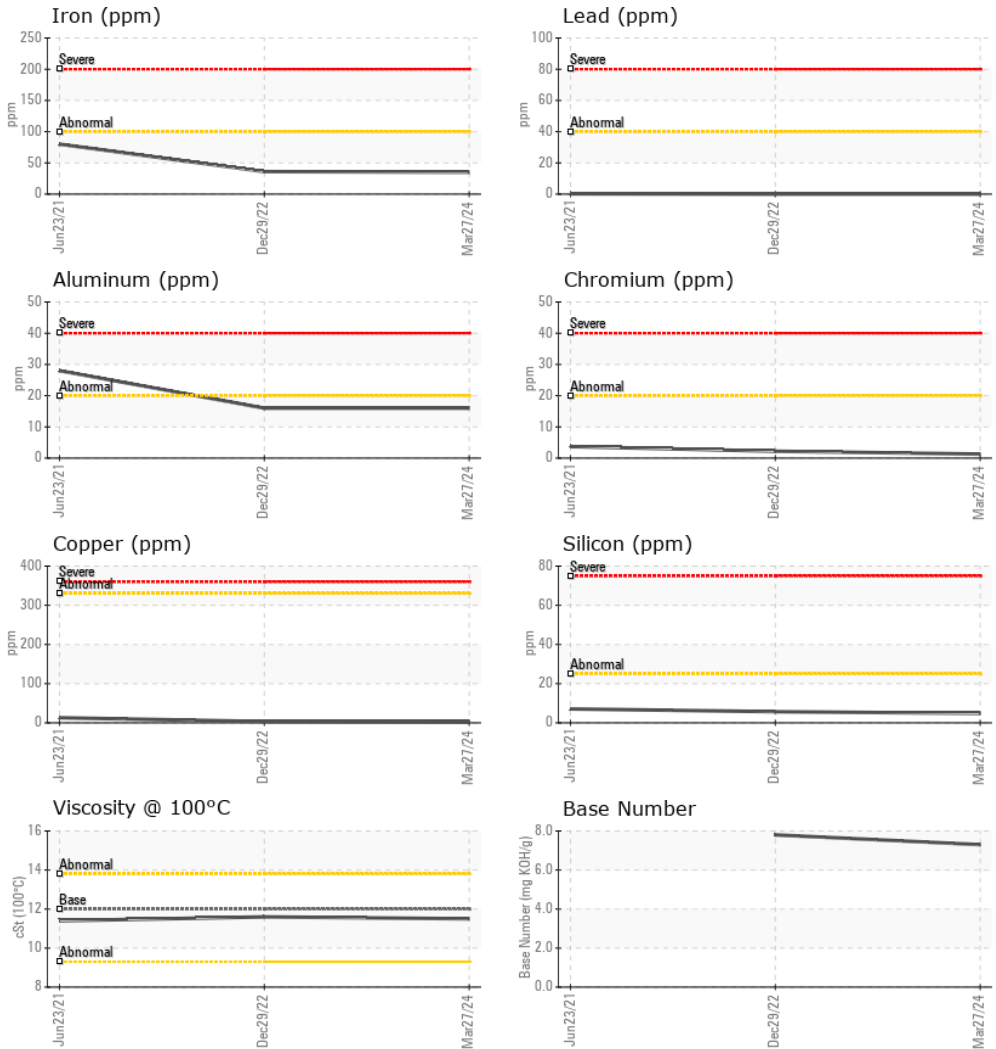 Iron (ppm)
250
200
150
100
50
0
ppm
Severe
Abnormal
Jun23/21
Dec29/22
Mar27/24
Lead (ppm)
100
80
60
40
20
0
ppm
Severe
Abnormal
Jun23/21
Dec29/22
Mar27/24
Aluminum (ppm)
50
40
30
20
10
0
ppm
Severe
Abnormal
Jun23/21
Dec29/22
Mar27/24
Chromium (ppm)
50
40
30
20
10
0
ppm
Severe
Abnormal
Jun23/21
Dec29/22
Mar27/24
Copper (ppm)
400
300
200
100
0
ppm
Severe
Abnormal
Jun23/21
Dec29/22
Mar27/24
Silicon (ppm)
80
60
40
20
0
ppm
Severe
Abnormal
Jun23/21
Dec29/22
Mar27/24
Viscosity @ 100°C
16
14
12
10
8
cSt (100°C)
Abnormal
Base
Abnormal
Jun23/21
Dec29/22
Mar27/24
Base Number
8.0
6.0
4.0
2.0
0.0
Base Number (mg KOH/g)
Jun23/21
Dec29/22
Mar27/24